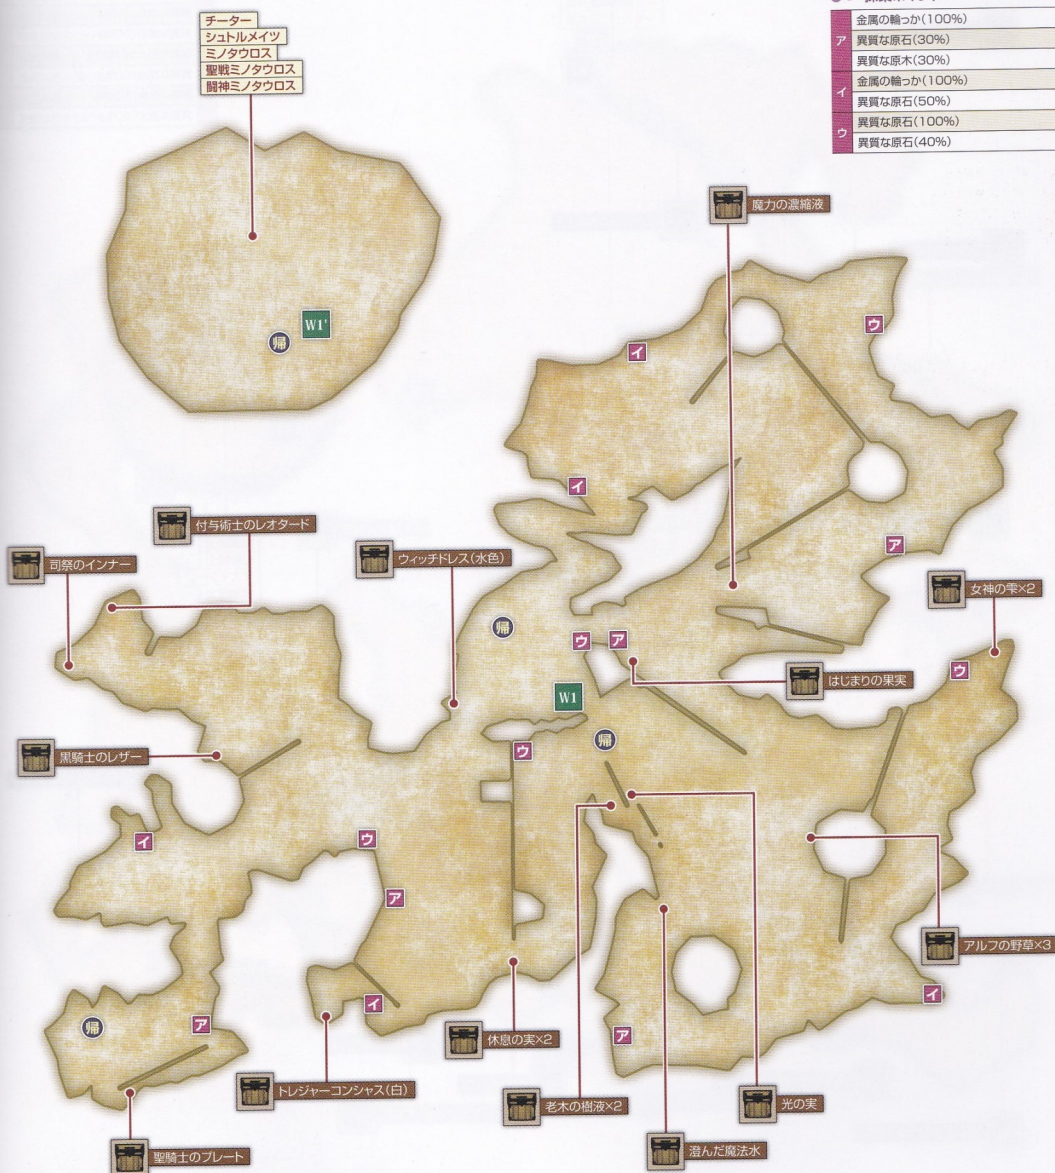 チーター
シュトルメイツ
ミノタウロス
聖戦ミノタウロス
闘神ミノタウロス
ア
金属の輪っか(100%)
異質な原石(30%)
異質な原木(30%)
イ
金属の輪っか(100%)
異質な原石(50%)
ウ
異質な原石(100%)
異質な原石(40%)
魔力の濃縮液
W1'
帰
ウ
イ
イ
付与術士のレオタード
ア
司祭のインナー
ウィッチドレス(水色)
女神の雫×2
帰
ウ
ア
ウ
はじまりの果実
W1
黒騎士のレザー
ウ
帰
イ
ウ
ア
アルフの野草×3
イ
イ
帰
ア
ア
休息の実×2
トレジャーコンシャス(白)
老木の樹液×2
光の実
聖騎士のプレート
澄んだ魔法水